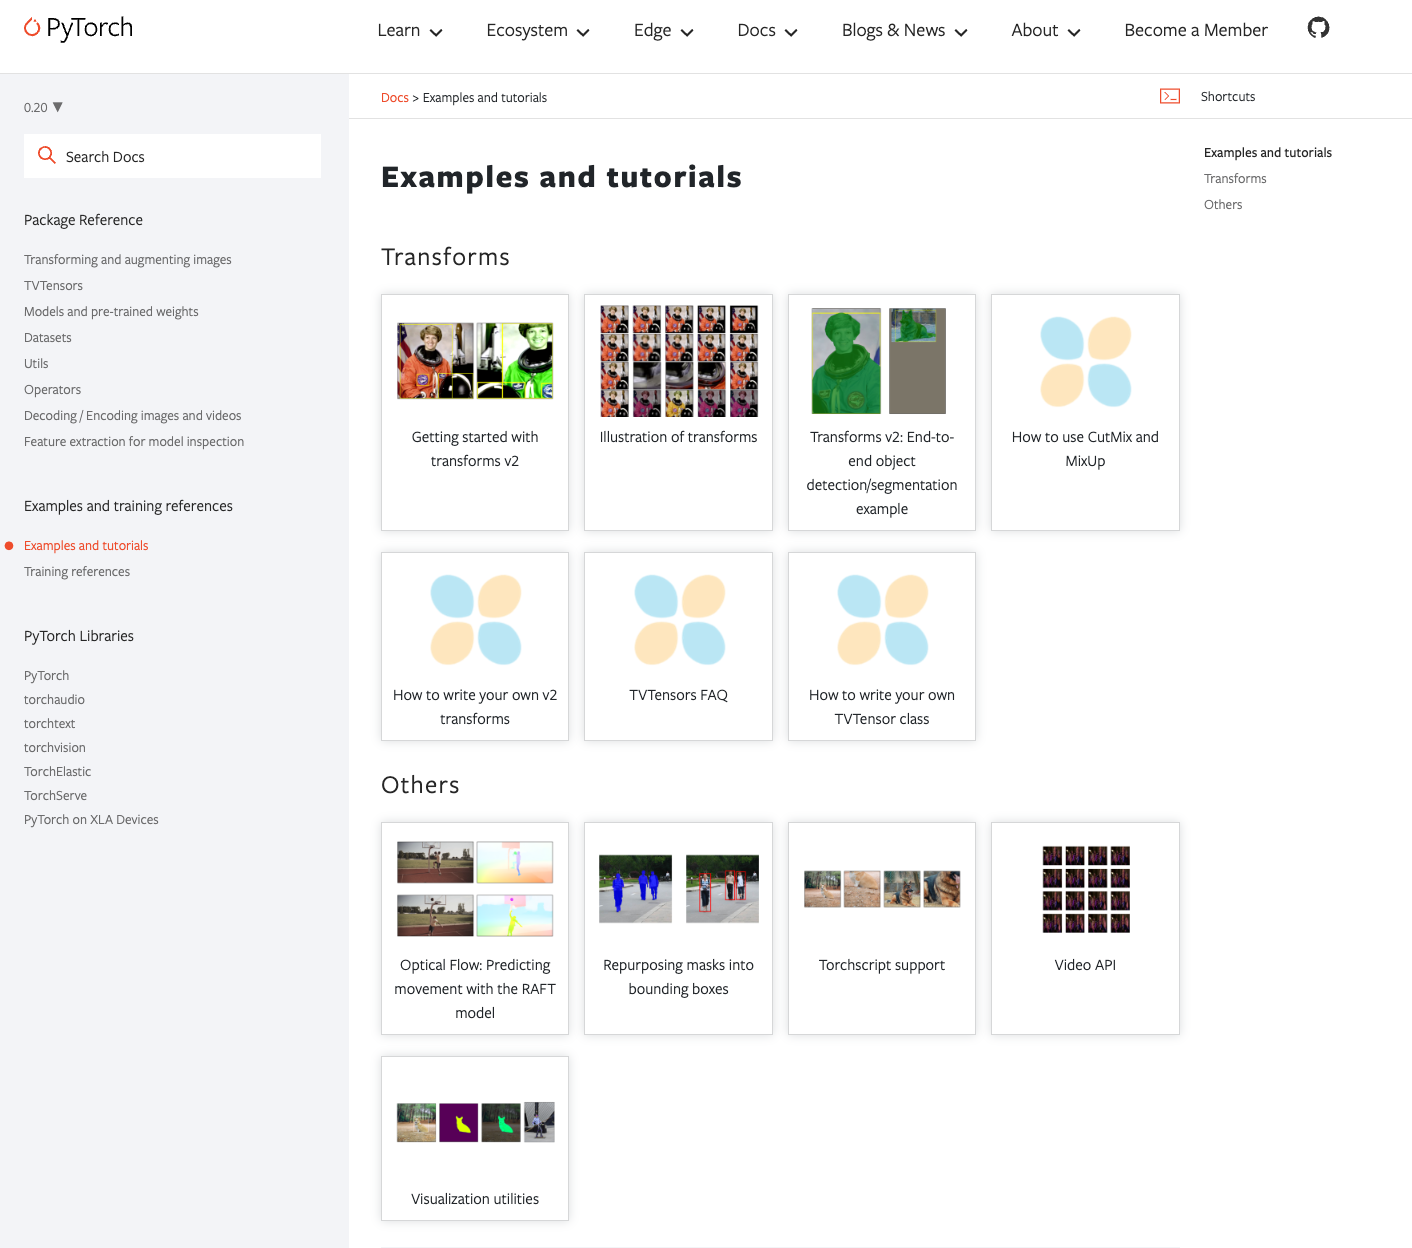 PyTorch
Learn
Ecosystem
Edge
Docs
Blogs & News
About
Become a Member
0.20 ▼
Search Docs
Package Reference
Transforming and augmenting images
TVTensors
Models and pre-trained weights
Datasets
Utils
Operators
Decoding / Encoding images and videos
Feature extraction for model inspection
Examples and training references
Examples and tutorials
Training references
PyTorch Libraries
PyTorch
torchaudio
torchtext
torchvision
TorchElastic
TorchServe
PyTorch on XLA Devices
Docs > Examples and tutorials
Shortcuts
Examples and tutorials
Transforms
Getting started with
transforms v2
Illustration of transforms
Transforms v2: End-to-
end object
detection/segmentation
example
How to use CutMix and
MixUp
How to write your own v2
transforms
TVTensors FAQ
How to write your own
TVTensor class
Others
Optical Flow: Predicting
movement with the RAFT
model
Repurposing masks into
bounding boxes
Torchscript support
Video API
Visualization utilities
Examples and tutorials
Transforms
Others